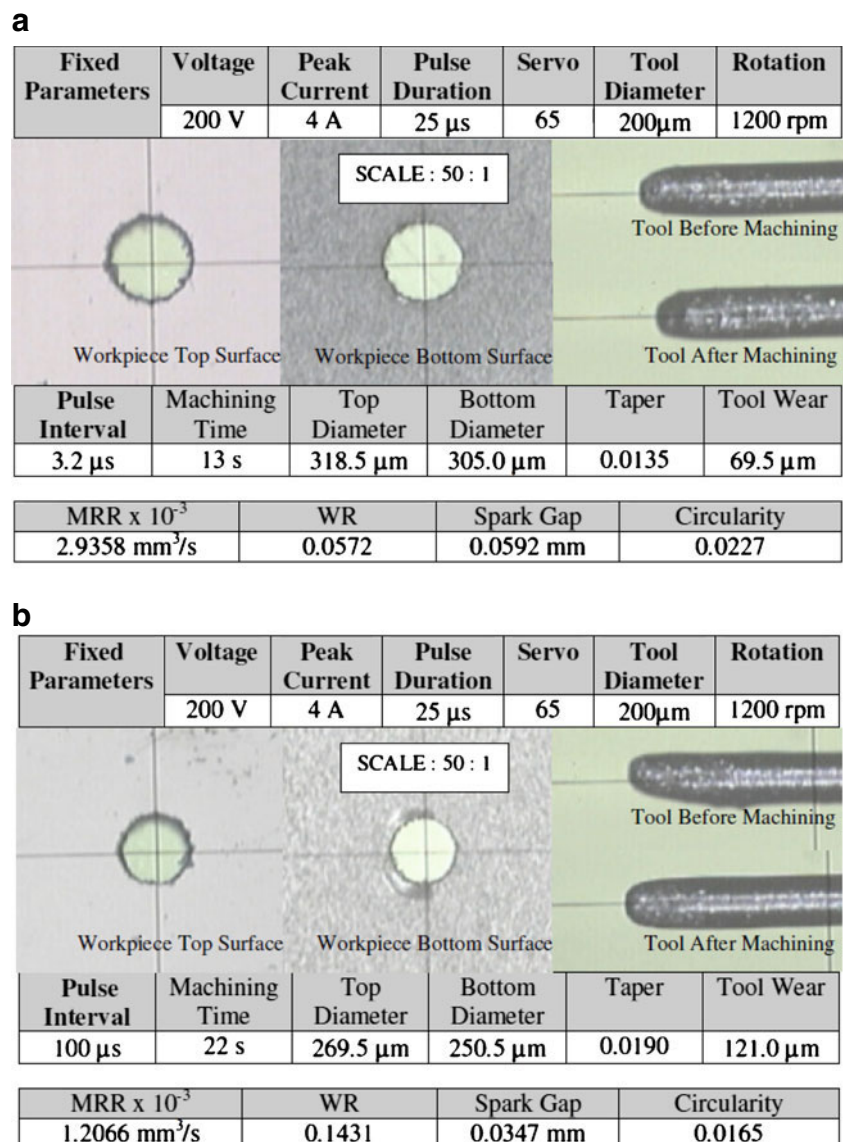 a
Fixed Parameters Voltage Peak Current Pulse Duration Servo Tool Diameter Rotation
200 V 4 A 25 µs 65 200µm 1200 rpm
SCALE : 50 : 1
Tool Before Machining
Workpiece Top Surface Workpiece Bottom Surface Tool After Machining
Pulse Interval Machining Time Top Diameter Bottom Diameter Taper Tool Wear
3.2 µs 13 s 318.5 µm 305.0 µm 0.0135 69.5 µm
MRR x 10⁻³ WR Spark Gap Circularity
2.9358 mm³/s 0.0572 0.0592 mm 0.0227
b
Fixed Parameters Voltage Peak Current Pulse Duration Servo Tool Diameter Rotation
200 V 4 A 25 µs 65 200µm 1200 rpm
SCALE : 50 : 1
Tool Before Machining
Workpiece Top Surface Workpiece Bottom Surface Tool After Machining
Pulse Interval Machining Time Top Diameter Bottom Diameter Taper Tool Wear
100 µs 22 s 269.5 µm 250.5 µm 0.0190 121.0 µm
MRR x 10⁻³ WR Spark Gap Circularity
1.2066 mm³/s 0.1431 0.0347 mm 0.0165